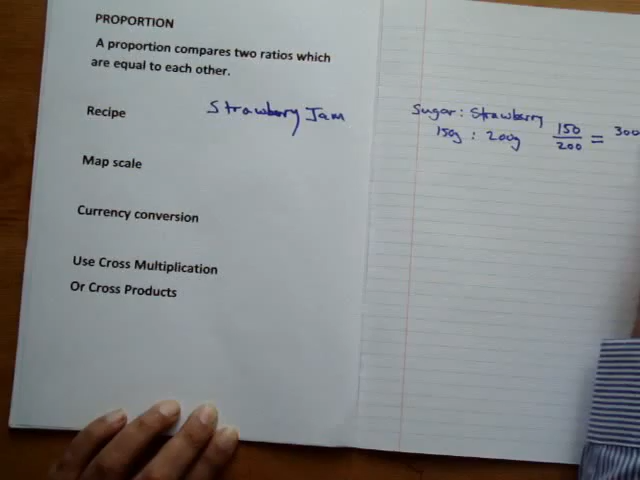 PROPORTION
A proportion compares two ratios which
are equal to each other.
Recipe Strawberry Jam
Map scale
Currency conversion
Use Cross Multiplication
Or Cross Products
Sugar : Strawberry
150g : 200g 150/200 = 300